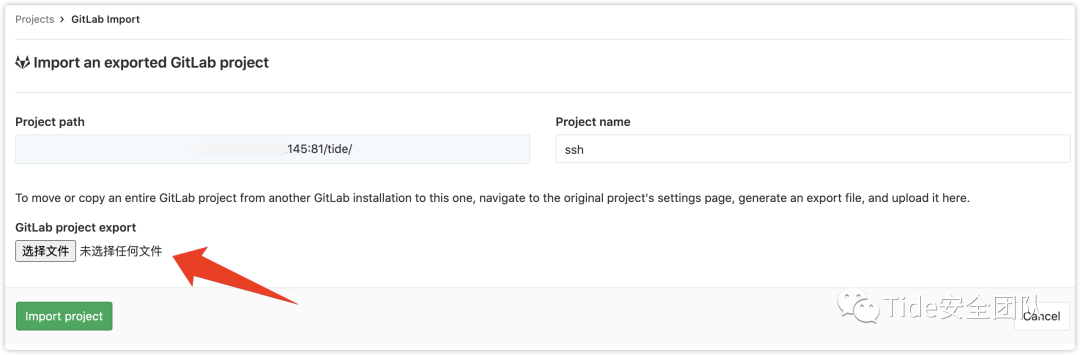 Projects › GitLab Import
Import an exported GitLab project
Project path
Project name
.145:81/tide/
ssh
To move or copy an entire GitLab project from another GitLab installation to this one, navigate to the original project's settings page, generate an export file, and upload it here.
GitLab project export
选择文件 未选择任何文件
Import project
Cancel
Tide安全团队